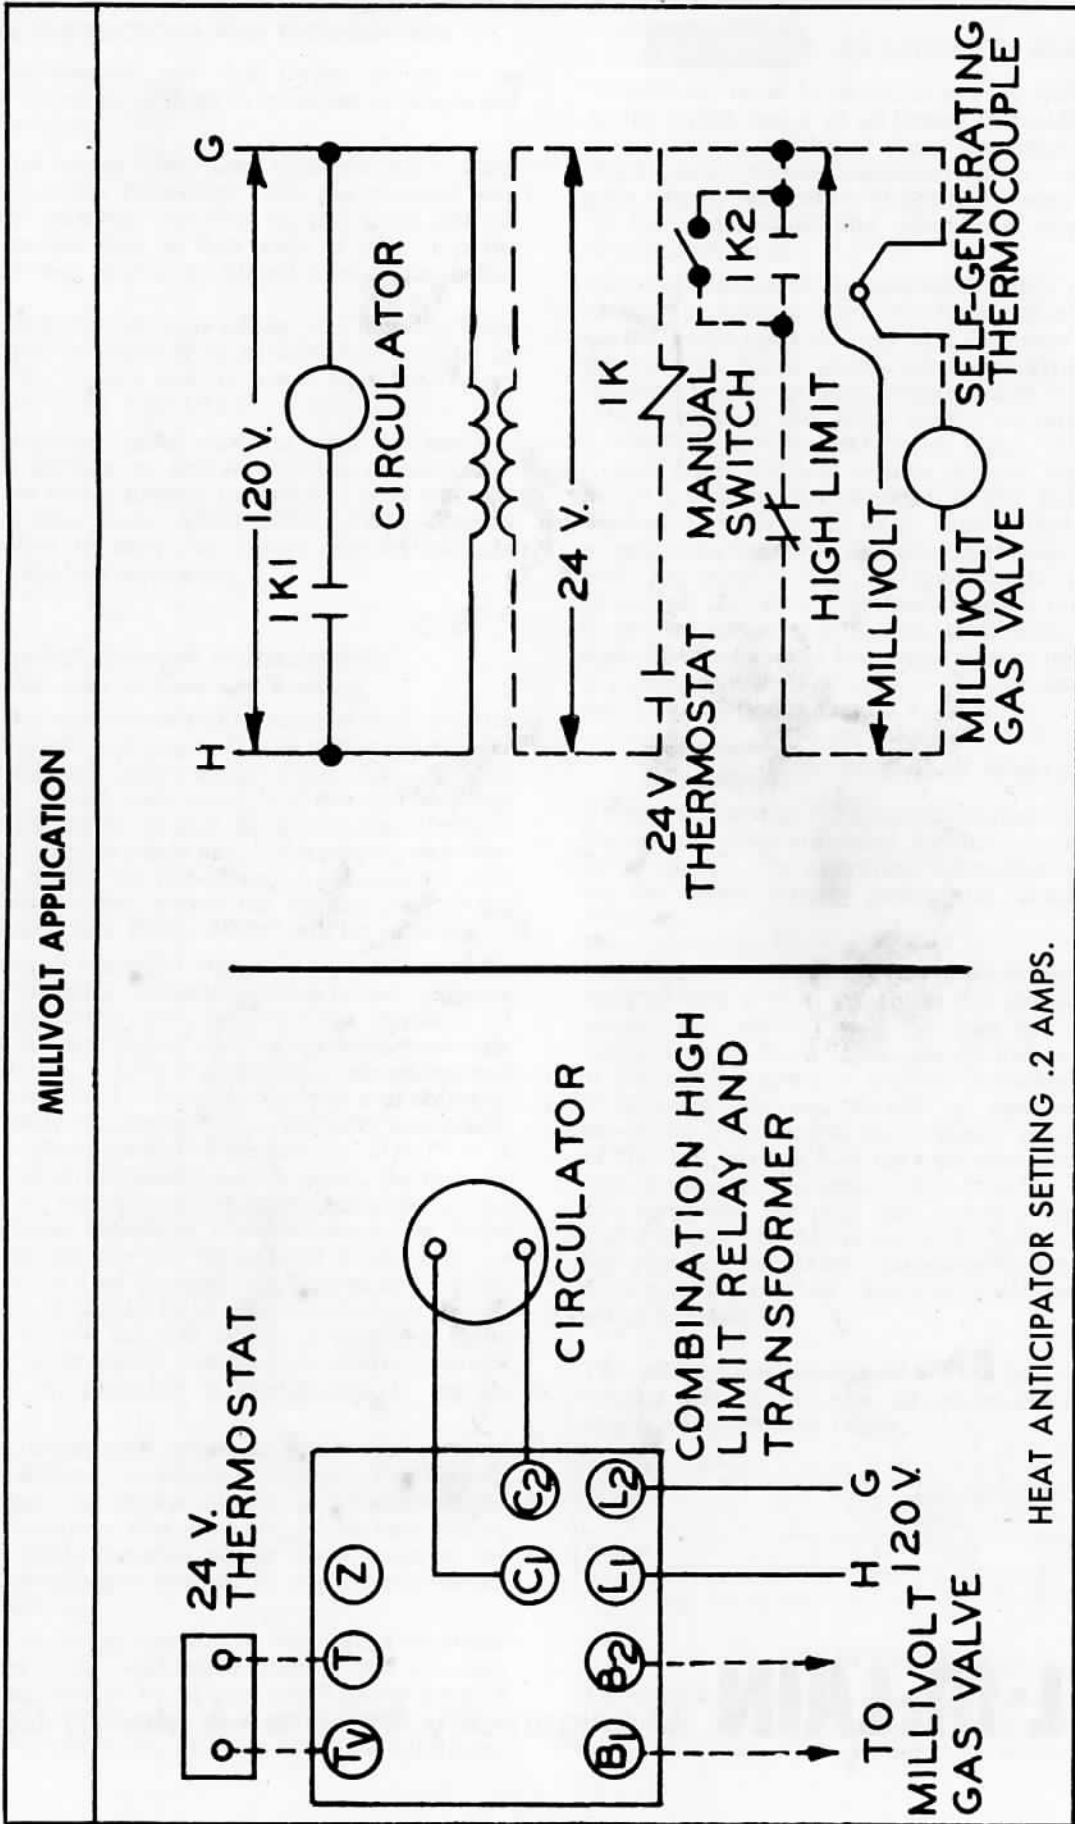 MILLIVOLT APPLICATION
24 V.
THERMOSTAT
TV
T
Z
C1
C2
B1
B2
L1
L2
CIRCULATOR
COMBINATION HIGH
LIMIT RELAY AND
TRANSFORMER
TO
MILLIVOLT
GAS VALVE
H
G
120V.
HEAT ANTICIPATOR SETTING .2 AMPS.
H
G
120 V.
1K1
CIRCULATOR
24 V.
24V
THERMOSTAT
1K
MANUAL
SWITCH
1K2
HIGH LIMIT
MILLIVOLT
MILLIVOLT
GAS VALVE
SELF-GENERATING
THERMOCOUPLE